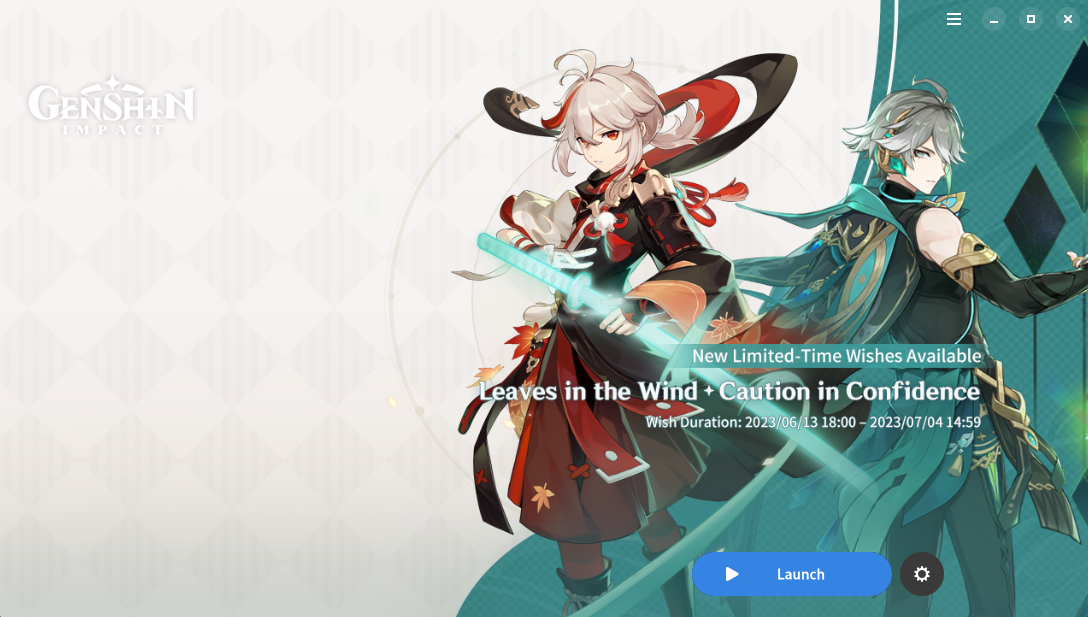 GENSHIN
IMPACT
New Limited-Time Wishes Available
Leaves in the Wind ✦ Caution in Confidence
Wish Duration: 2023/06/13 18:00 – 2023/07/04 14:59
Launch